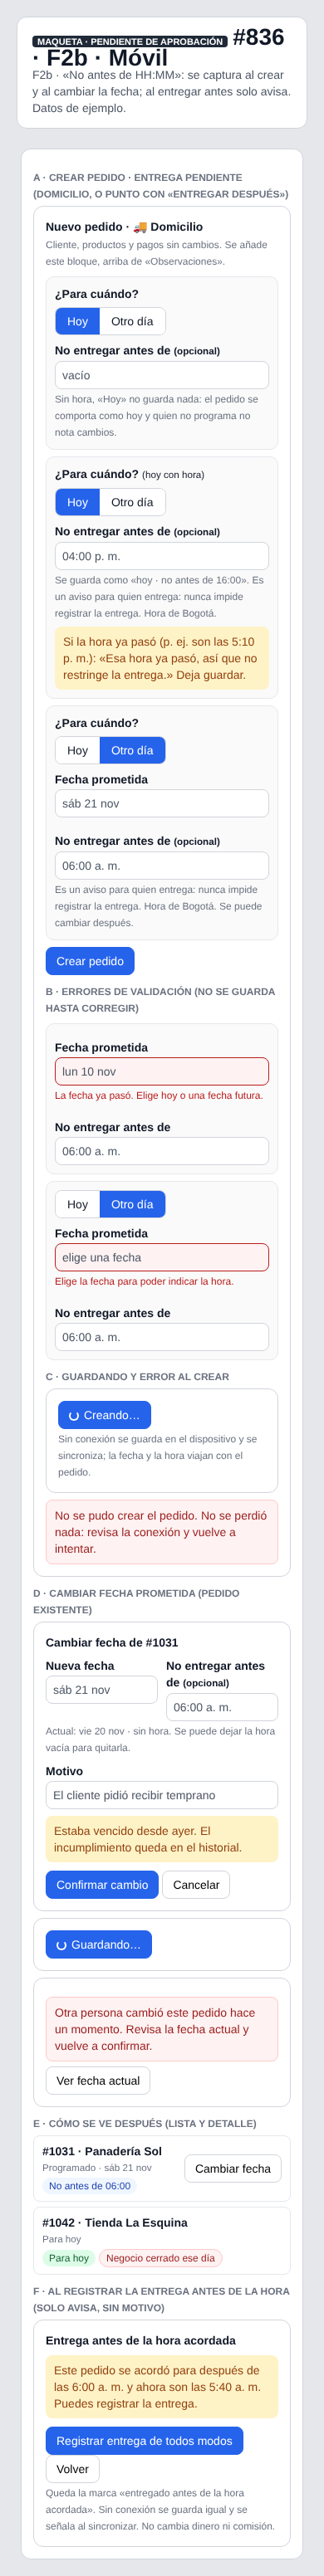 MAQUETA · PENDIENTE DE APROBACIÓN #836
· F2b · Móvil
F2b · «No antes de HH:MM»: se captura al crear
y al cambiar la fecha; al entregar antes solo avisa.
Datos de ejemplo.
A · CREAR PEDIDO · ENTREGA PENDIENTE
(DOMICILIO, O PUNTO CON «ENTREGAR DESPUÉS»)
Nuevo pedido · 🚚 Domicilio
Cliente, productos y pagos sin cambios. Se añade
este bloque, arriba de «Observaciones».
¿Para cuándo?
Hoy Otro día
No entregar antes de (opcional)
vacío
Sin hora, «Hoy» no guarda nada: el pedido se
comporta como hoy y quien no programa no
nota cambios.
¿Para cuándo? (hoy con hora)
Hoy Otro día
No entregar antes de (opcional)
04:00 p. m.
Se guarda como «hoy · no antes de 16:00». Es
un aviso para quien entrega: nunca impide
registrar la entrega. Hora de Bogotá.
Si la hora ya pasó (p. ej. son las 5:10
p. m.): «Esa hora ya pasó, así que no
restringe la entrega.» Deja guardar.
¿Para cuándo?
Hoy Otro día
Fecha prometida
sáb 21 nov
No entregar antes de (opcional)
06:00 a. m.
Es un aviso para quien entrega: nunca impide
registrar la entrega. Hora de Bogotá. Se puede
cambiar después.
Crear pedido
B · ERRORES DE VALIDACIÓN (NO SE GUARDA
HASTA CORREGIR)
Fecha prometida
lun 10 nov
La fecha ya pasó. Elige hoy o una fecha futura.
No entregar antes de
06:00 a. m.
Hoy Otro día
Fecha prometida
elige una fecha
Elige la fecha para poder indicar la hora.
No entregar antes de
06:00 a. m.
C · GUARDANDO Y ERROR AL CREAR
Creando…
Sin conexión se guarda en el dispositivo y se
sincroniza; la fecha y la hora viajan con el
pedido.
No se pudo crear el pedido. No se perdió
nada: revisa la conexión y vuelve a
intentar.
D · CAMBIAR FECHA PROMETIDA (PEDIDO
EXISTENTE)
Cambiar fecha de #1031
Nueva fecha
sáb 21 nov
No entregar antes
de (opcional)
06:00 a. m.
Actual: vie 20 nov · sin hora. Se puede dejar la hora
vacía para quitarla.
Motivo
El cliente pidió recibir temprano
Estaba vencido desde ayer. El
incumplimiento queda en el historial.
Confirmar cambio Cancelar
Guardando…
Otra persona cambió este pedido hace
un momento. Revisa la fecha actual y
vuelve a confirmar.
Ver fecha actual
E · CÓMO SE VE DESPUÉS (LISTA Y DETALLE)
#1031 · Panadería Sol
Programado · sáb 21 nov
No antes de 06:00
Cambiar fecha
#1042 · Tienda La Esquina
Para hoy
Para hoy Negocio cerrado ese día
F · AL REGISTRAR LA ENTREGA ANTES DE LA HORA
(SOLO AVISA, SIN MOTIVO)
Entrega antes de la hora acordada
Este pedido se acordó para después de
las 6:00 a. m. y ahora son las 5:40 a. m.
Puedes registrar la entrega.
Registrar entrega de todos modos
Volver
Queda la marca «entregado antes de la hora
acordada». Sin conexión se guarda igual y se
señala al sincronizar. No cambia dinero ni comisión.